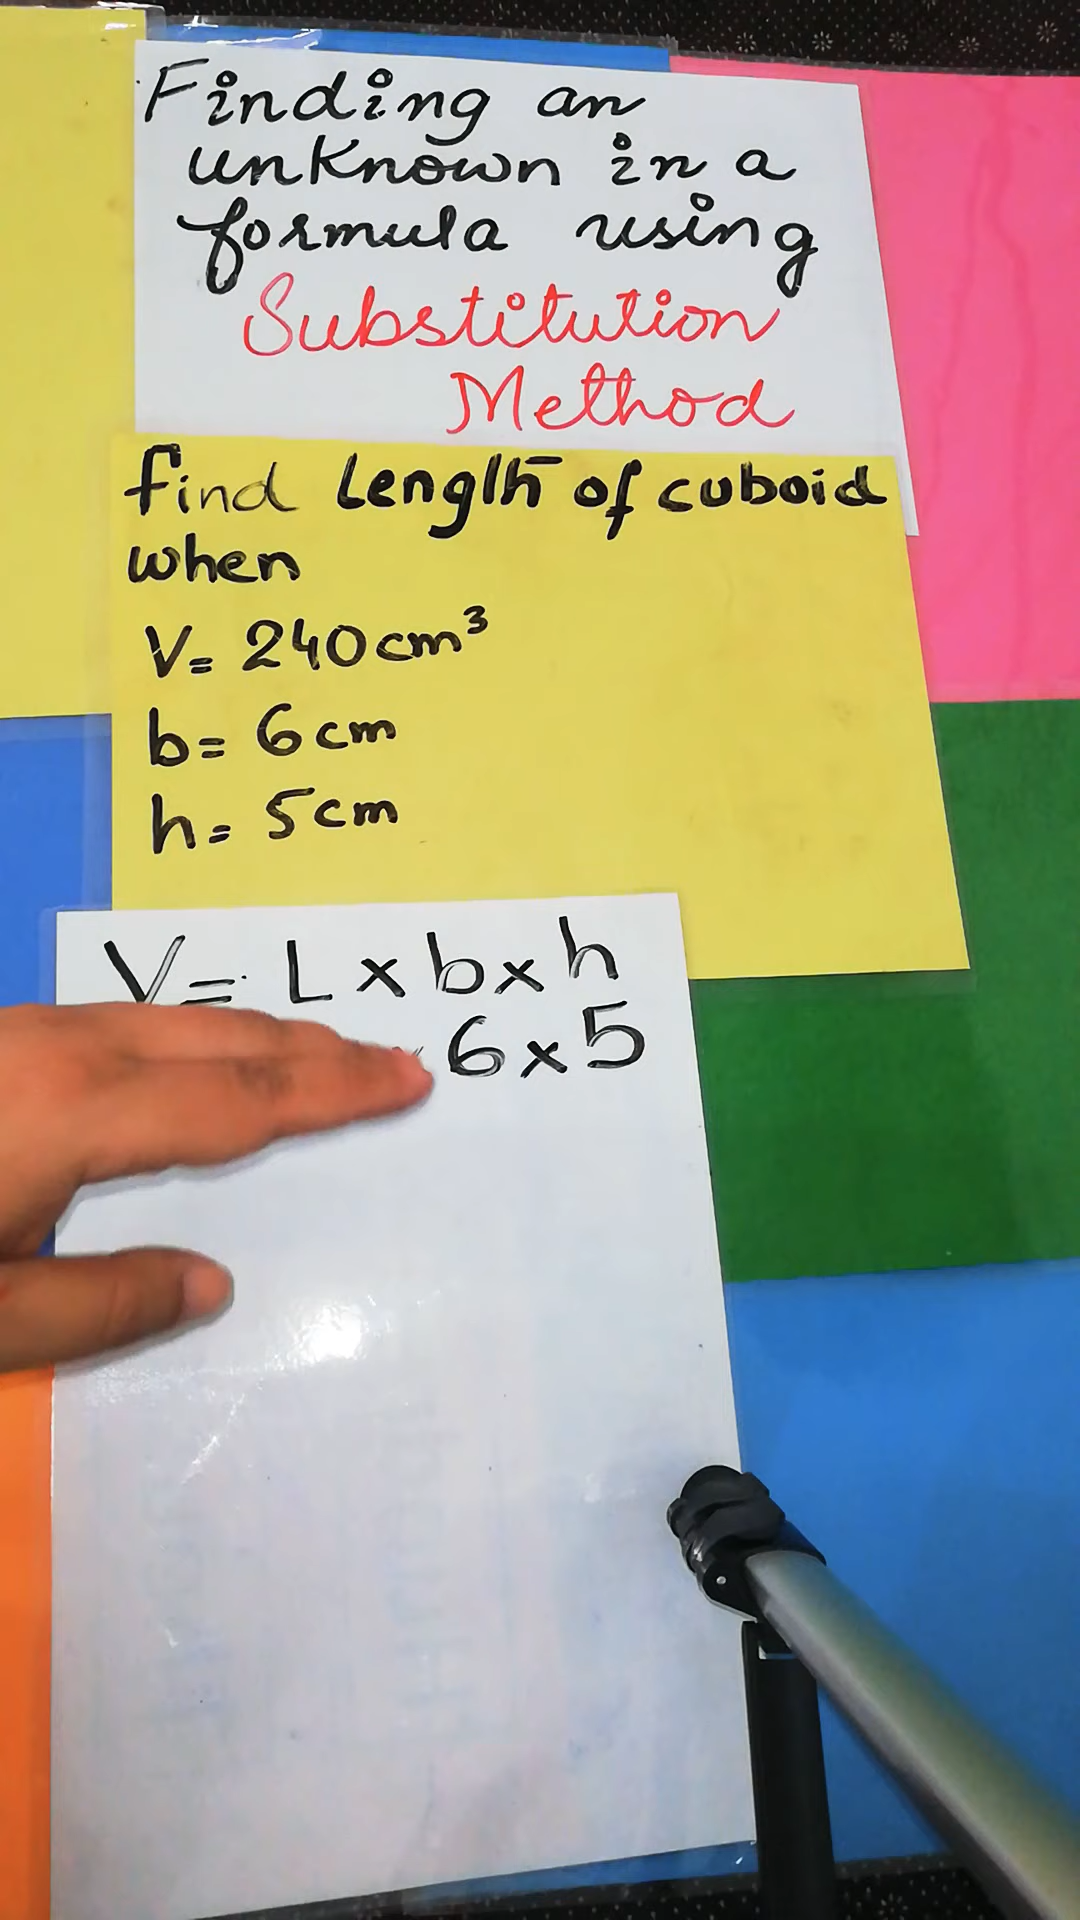 Finding an
unknown in a
formula using
Substitution
Method
find Length of cuboid
when
V= 240cm³
b= 6cm
h= 5cm
V= L×b×h
6×5